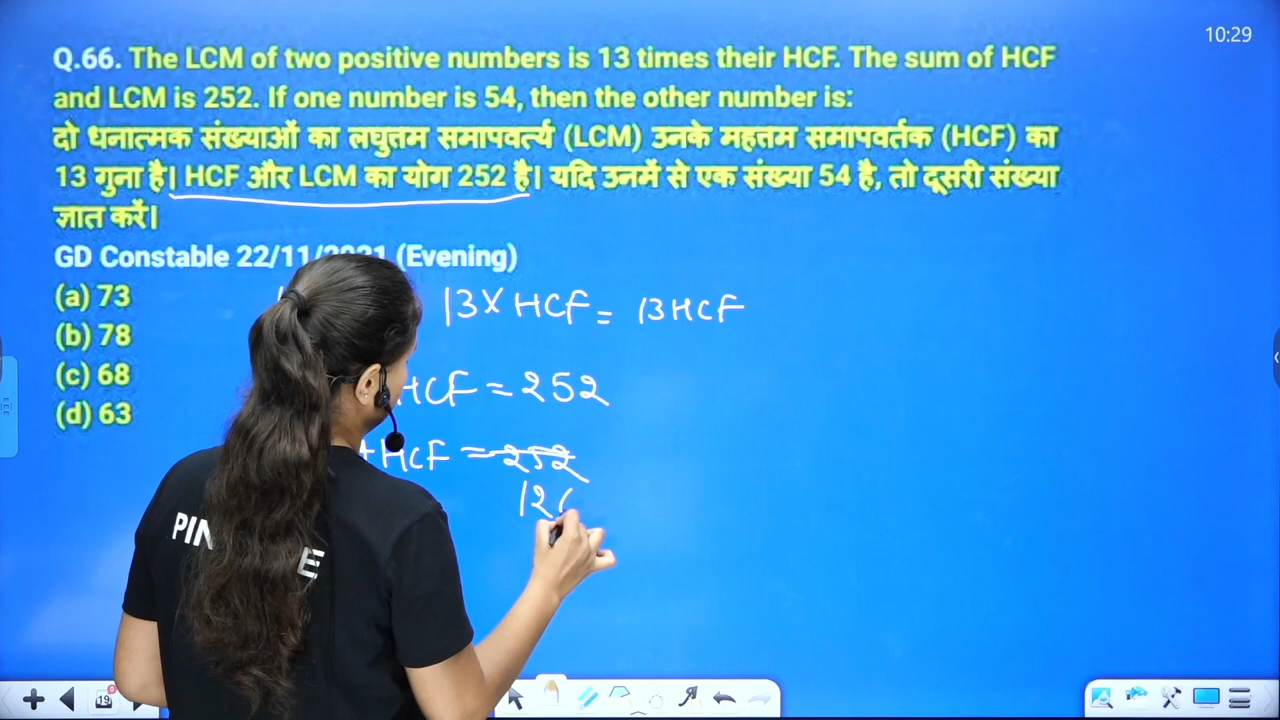 10:29
Q.66. The LCM of two positive numbers is 13 times their HCF. The sum of HCF
and LCM is 252. If one number is 54, then the other number is:
दो धनात्मक संख्याओं का लघुतम समापवर्त्य (LCM) उनके महत्तम समापवर्तक (HCF) का
13 गुना है। HCF और LCM का योग 252 है। यदि उनमें से एक संख्या 54 है, तो दूसरी संख्या
ज्ञात करें।
GD Constable 22/11/2021 (Evening)
(a) 73
(b) 78
(c) 68
(d) 63
13 X HCF = 13 HCF
HCF = 252
+ HCF = 252
PIN E
19